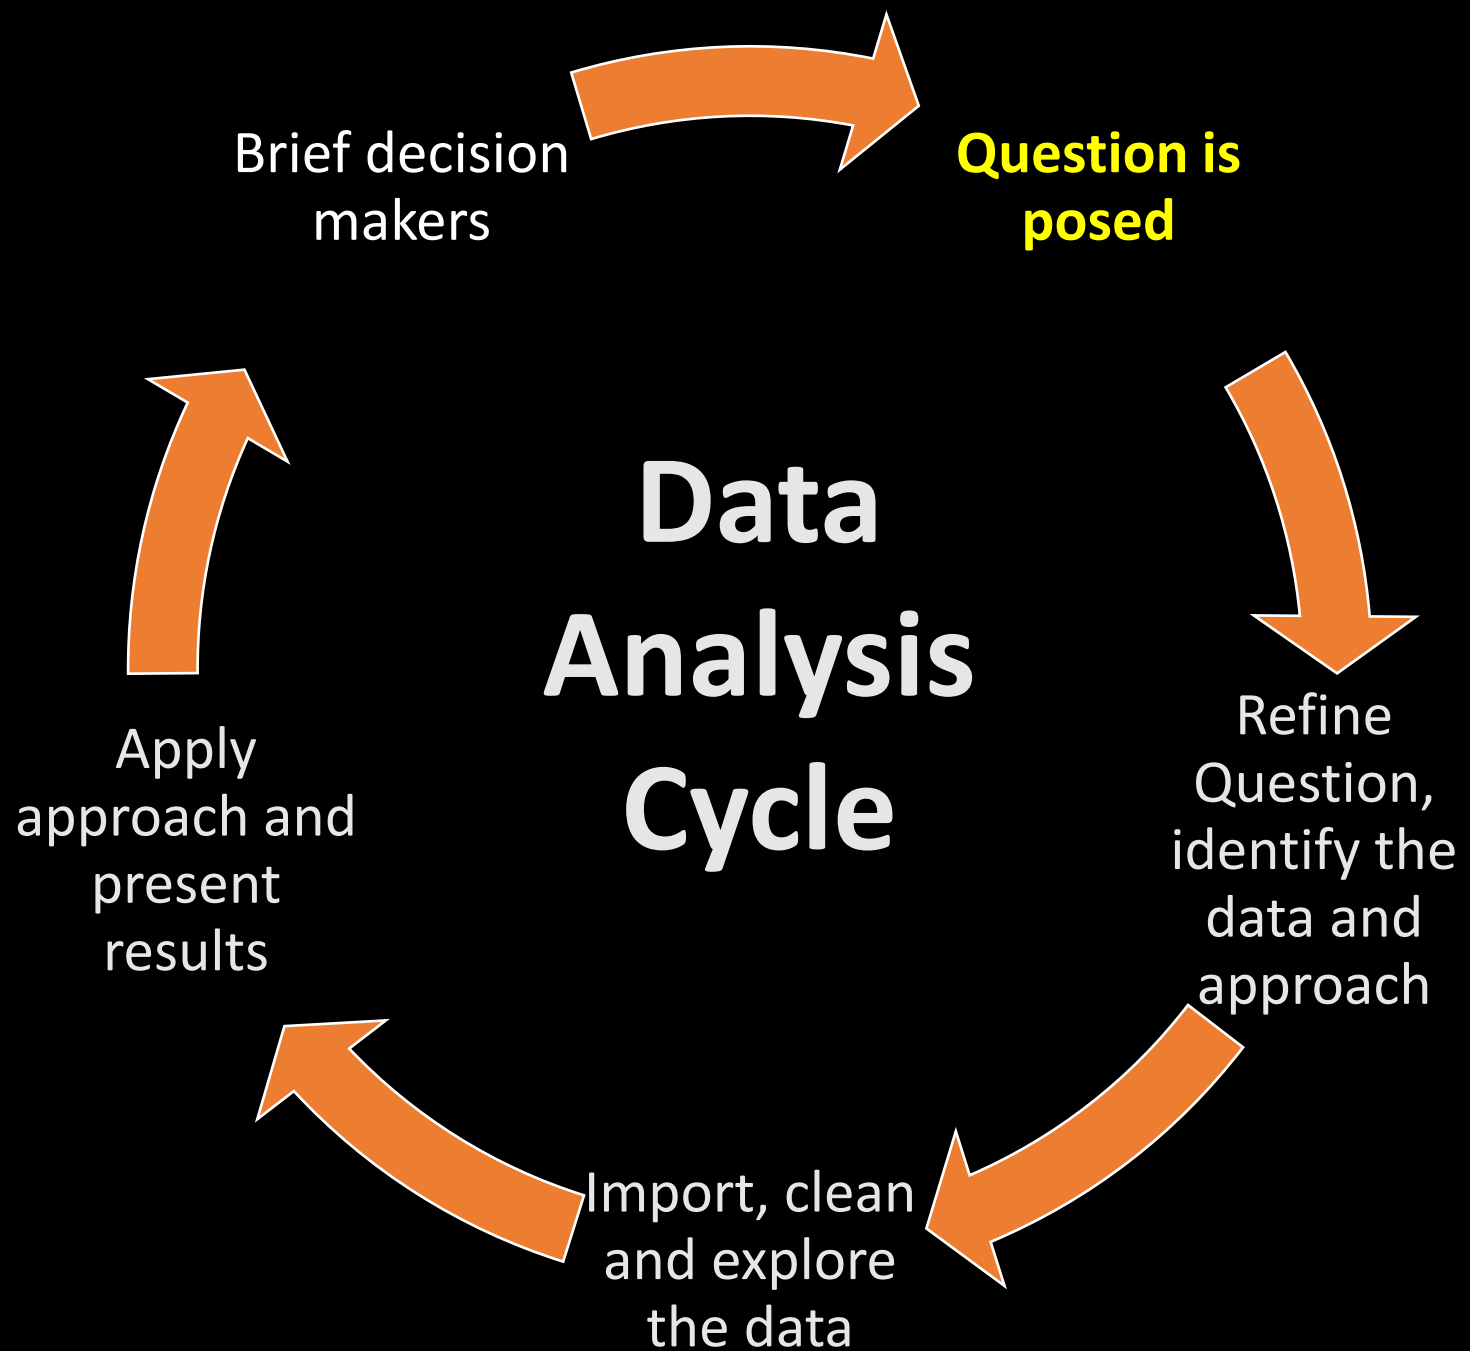 Brief decision
makers
Question is
posed
Data
Analysis
Cycle
Refine
Question,
identify the
data and
approach
Apply
approach and
present
results
Import, clean
and explore
the data